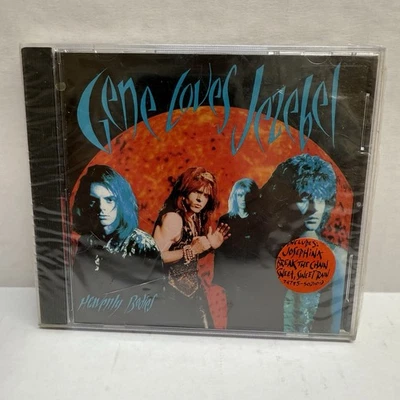 Gene Loves Jezebel
Heavenly Bodies
INCLUDES:
JOSEPHINA
BREAK THE CHAIN
SWEET SWEET RAIN